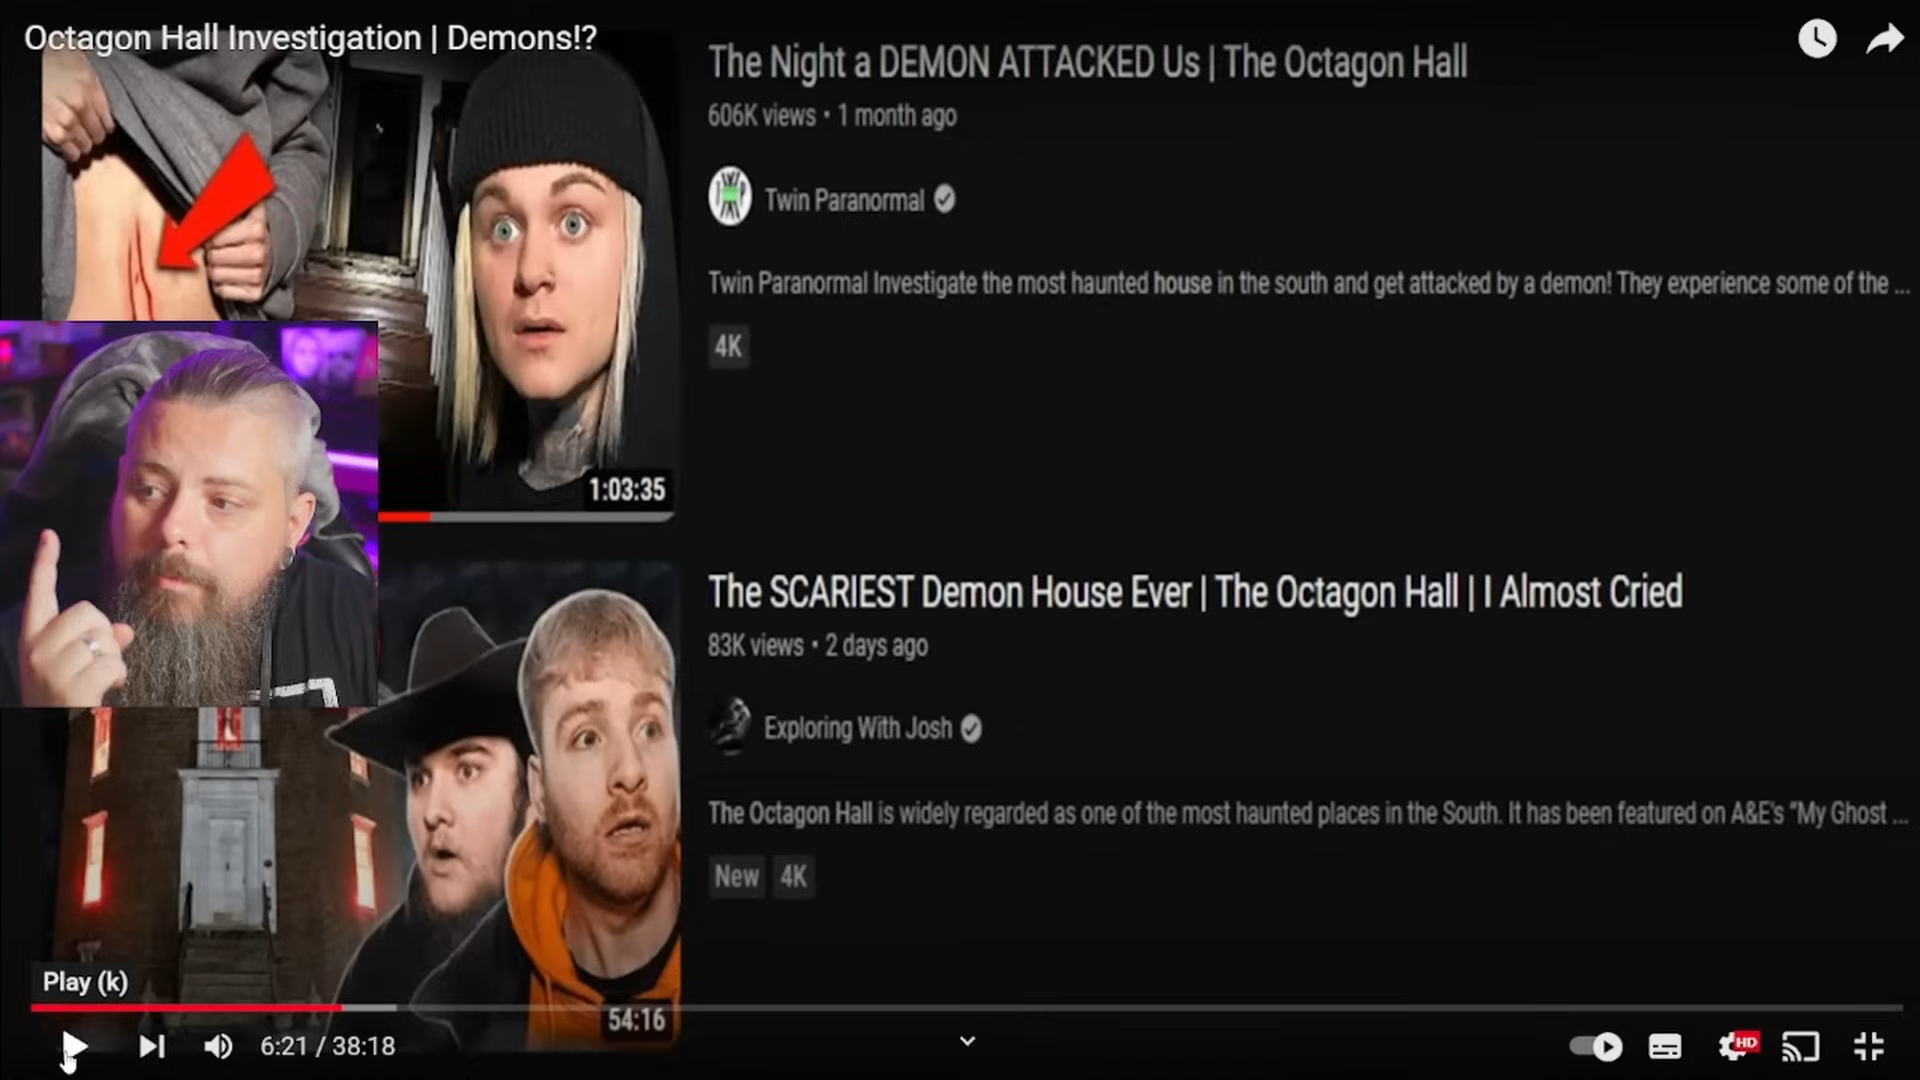 Octagon Hall Investigation | Demons!?
The Night a DEMON ATTACKED Us | The Octagon Hall
606K views • 1 month ago
Twin Paranormal
Twin Paranormal Investigate the most haunted house in the south and get attacked by a demon! They experience some of the ...
4K
1:03:35
The SCARIEST Demon House Ever | The Octagon Hall | I Almost Cried
83K views • 2 days ago
Exploring With Josh
The Octagon Hall is widely regarded as one of the most haunted places in the South. It has been featured on A&E's “My Ghost ...
New 4K
Play (k)
54:16
6:21 / 38:18
HD